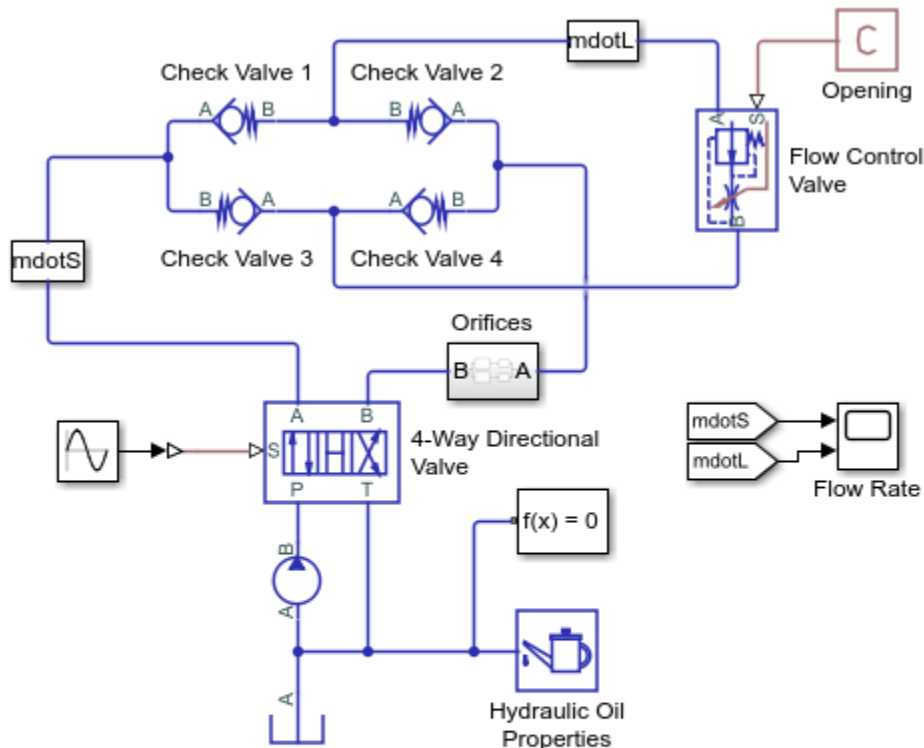 mdotL
C
Opening
Check Valve 1
Check Valve 2
A
B
B
A
A
S
Flow Control
Valve
B
B
A
A
B
Check Valve 3
Check Valve 4
mdotS
Orifices
B
A
A
B
S
4-Way Directional
Valve
P
T
mdotS
mdotL
Flow Rate
f(x) = 0
B
A
A
Hydraulic Oil
Properties